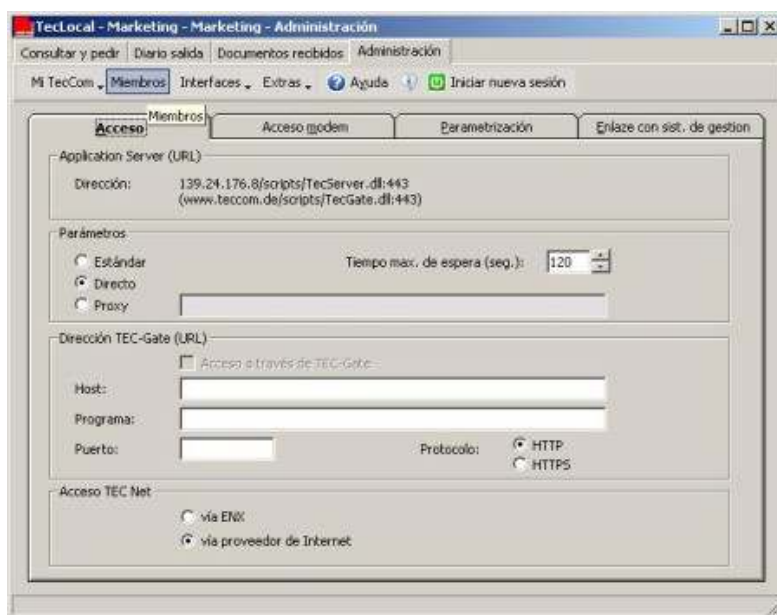 TecLocal - Marketing - Marketing - Administración
Consultar y pedir Diario salida Documentos recibidos Administración
Mi TecCom Miembros Interfaces Extras Ayuda Iniciar nueva sesión
Miembros
Acceso Acceso modem Parametrización Enlaze con sist. de gestion
Application Server (URL)
Dirección: 139.24.176.8/scripts/TecServer.dll:443
(www.teccom.de/scripts/TecGate.dll:443)
Parámetros
Estándar Tiempo max. de espera (seg.): 120
Directo
Proxy
Dirección TEC-Gate (URL)
Acceso a través de TEC-Gate
Host:
Programa:
Puerto: Protocolo: HTTP
HTTPS
Acceso TEC Net
vía ENX
vía proveedor de Internet